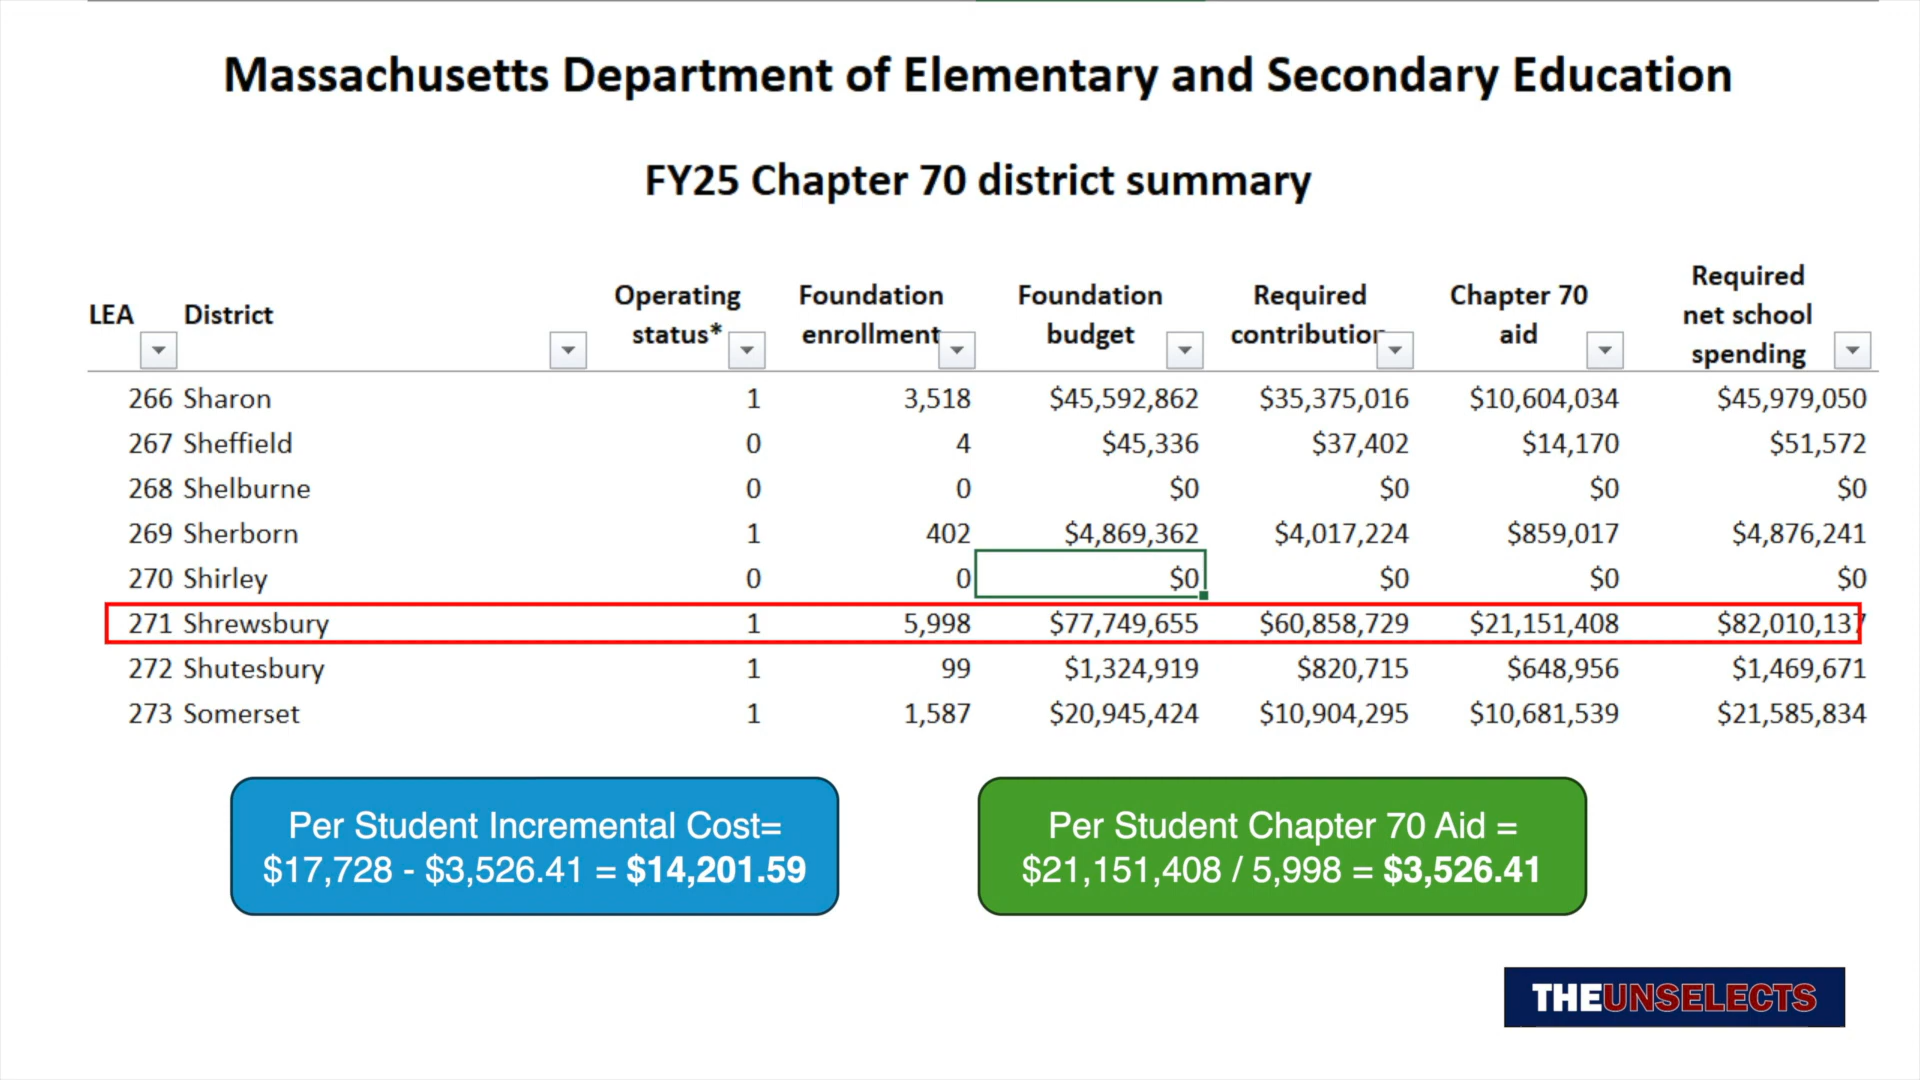 Massachusetts Department of Elementary and Secondary Education
FY25 Chapter 70 district summary
LEA District Operating status* Foundation enrollment Foundation budget Required contribution Chapter 70 aid Required net school spending
266 Sharon 1 3,518 $45,592,862 $35,375,016 $10,604,034 $45,979,050
267 Sheffield 0 4 $45,336 $37,402 $14,170 $51,572
268 Shelburne 0 0 $0 $0 $0 $0
269 Sherborn 1 402 $4,869,362 $4,017,224 $859,017 $4,876,241
270 Shirley 0 0 $0 $0 $0 $0
271 Shrewsbury 1 5,998 $77,749,655 $60,858,729 $21,151,408 $82,010,137
272 Shutesbury 1 99 $1,324,919 $820,715 $648,956 $1,469,671
273 Somerset 1 1,587 $20,945,424 $10,904,295 $10,681,539 $21,585,834
Per Student Incremental Cost=
$17,728 - $3,526.41 = $14,201.59
Per Student Chapter 70 Aid =
$21,151,408 / 5,998 = $3,526.41
THEUNSELECTS